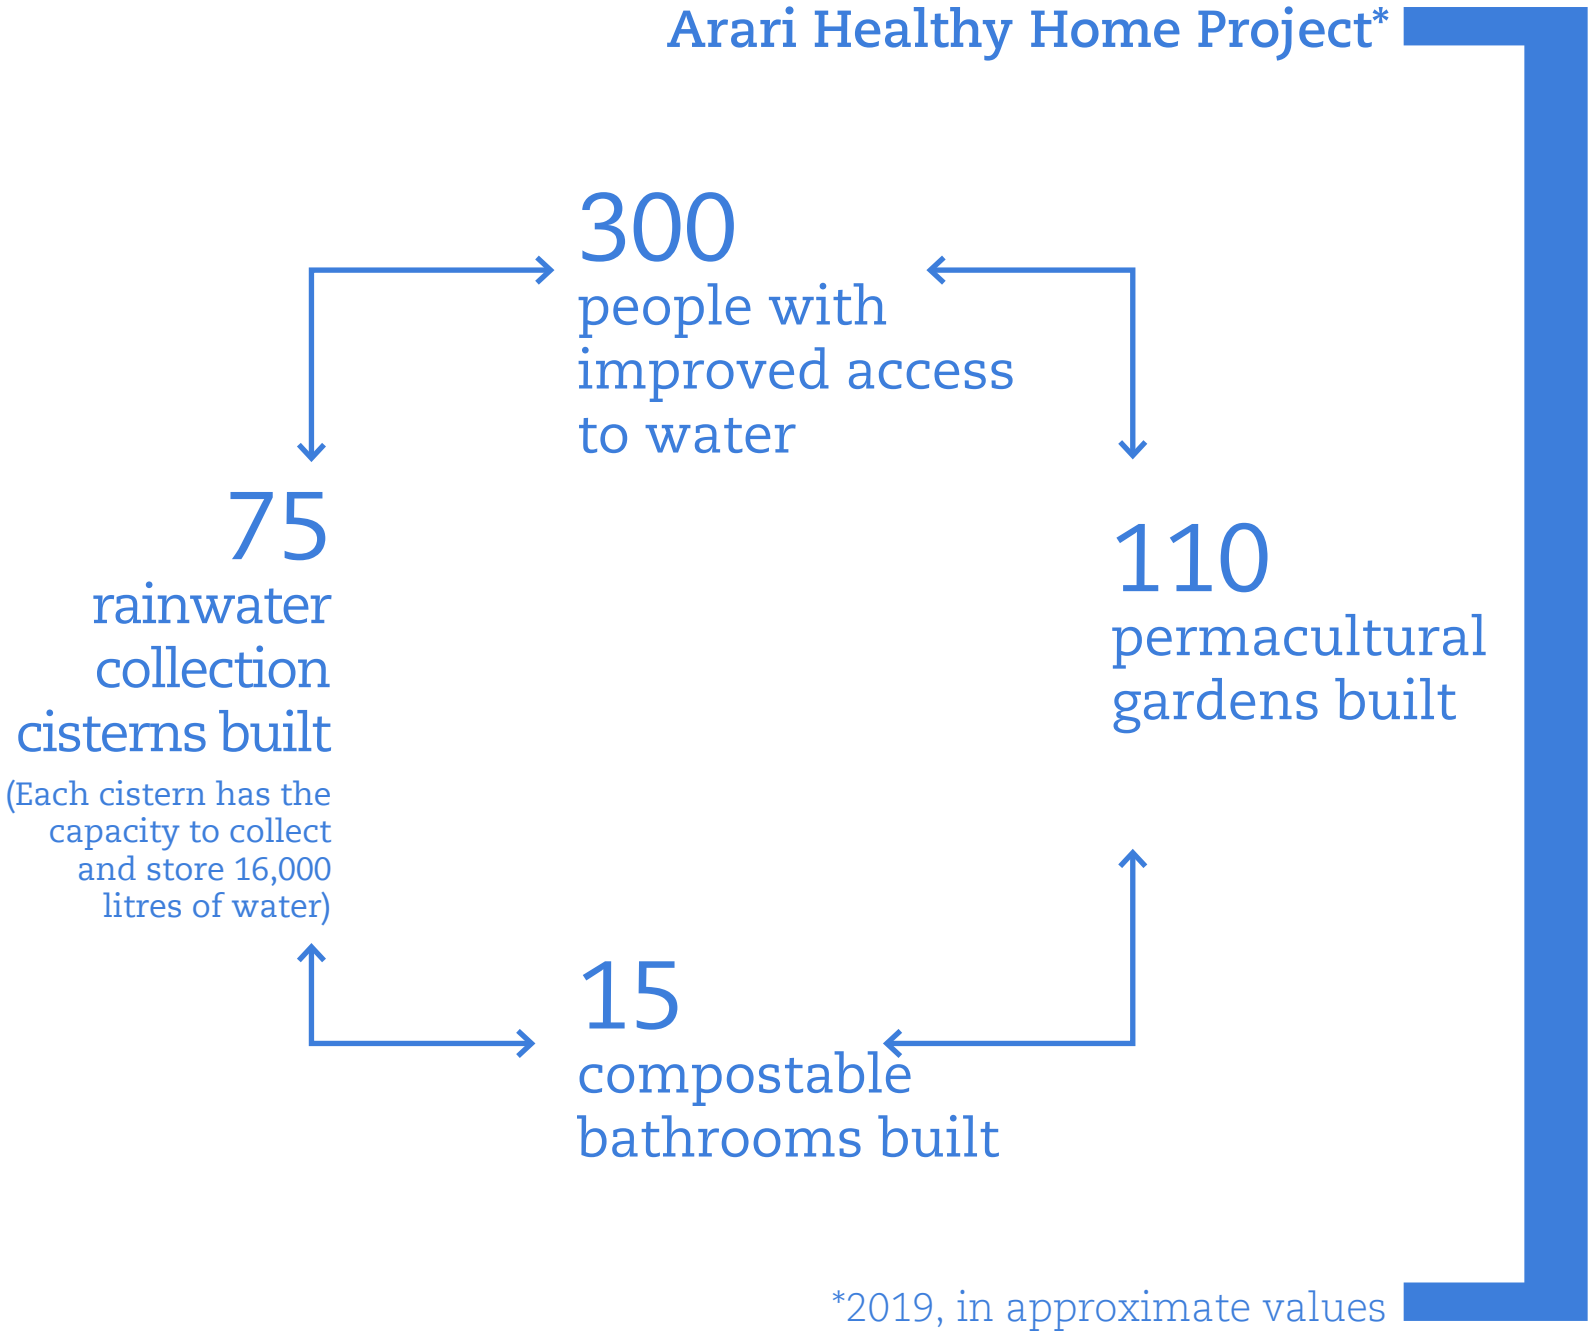 Arari Healthy Home Project*
300
people with
improved access
to water
75
rainwater
collection
cisterns built
(Each cistern has the
capacity to collect
and store 16,000
litres of water)
110
permacultural
gardens built
15
compostable
bathrooms built
*2019, in approximate values